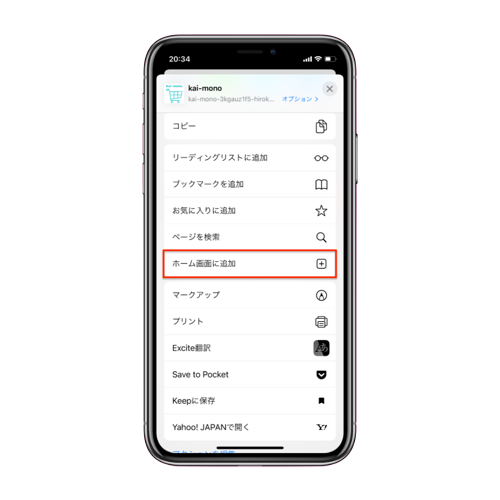 20:34
kai-mono
kai-mono-3kgauz1f5-hirok... オプション >
コピー
リーディングリストに追加
ブックマークを追加
お気に入りに追加
ページを検索
ホーム画面に追加
マークアップ
プリント
Excite翻訳
Save to Pocket
Keepに保存
Yahoo! JAPANで開く